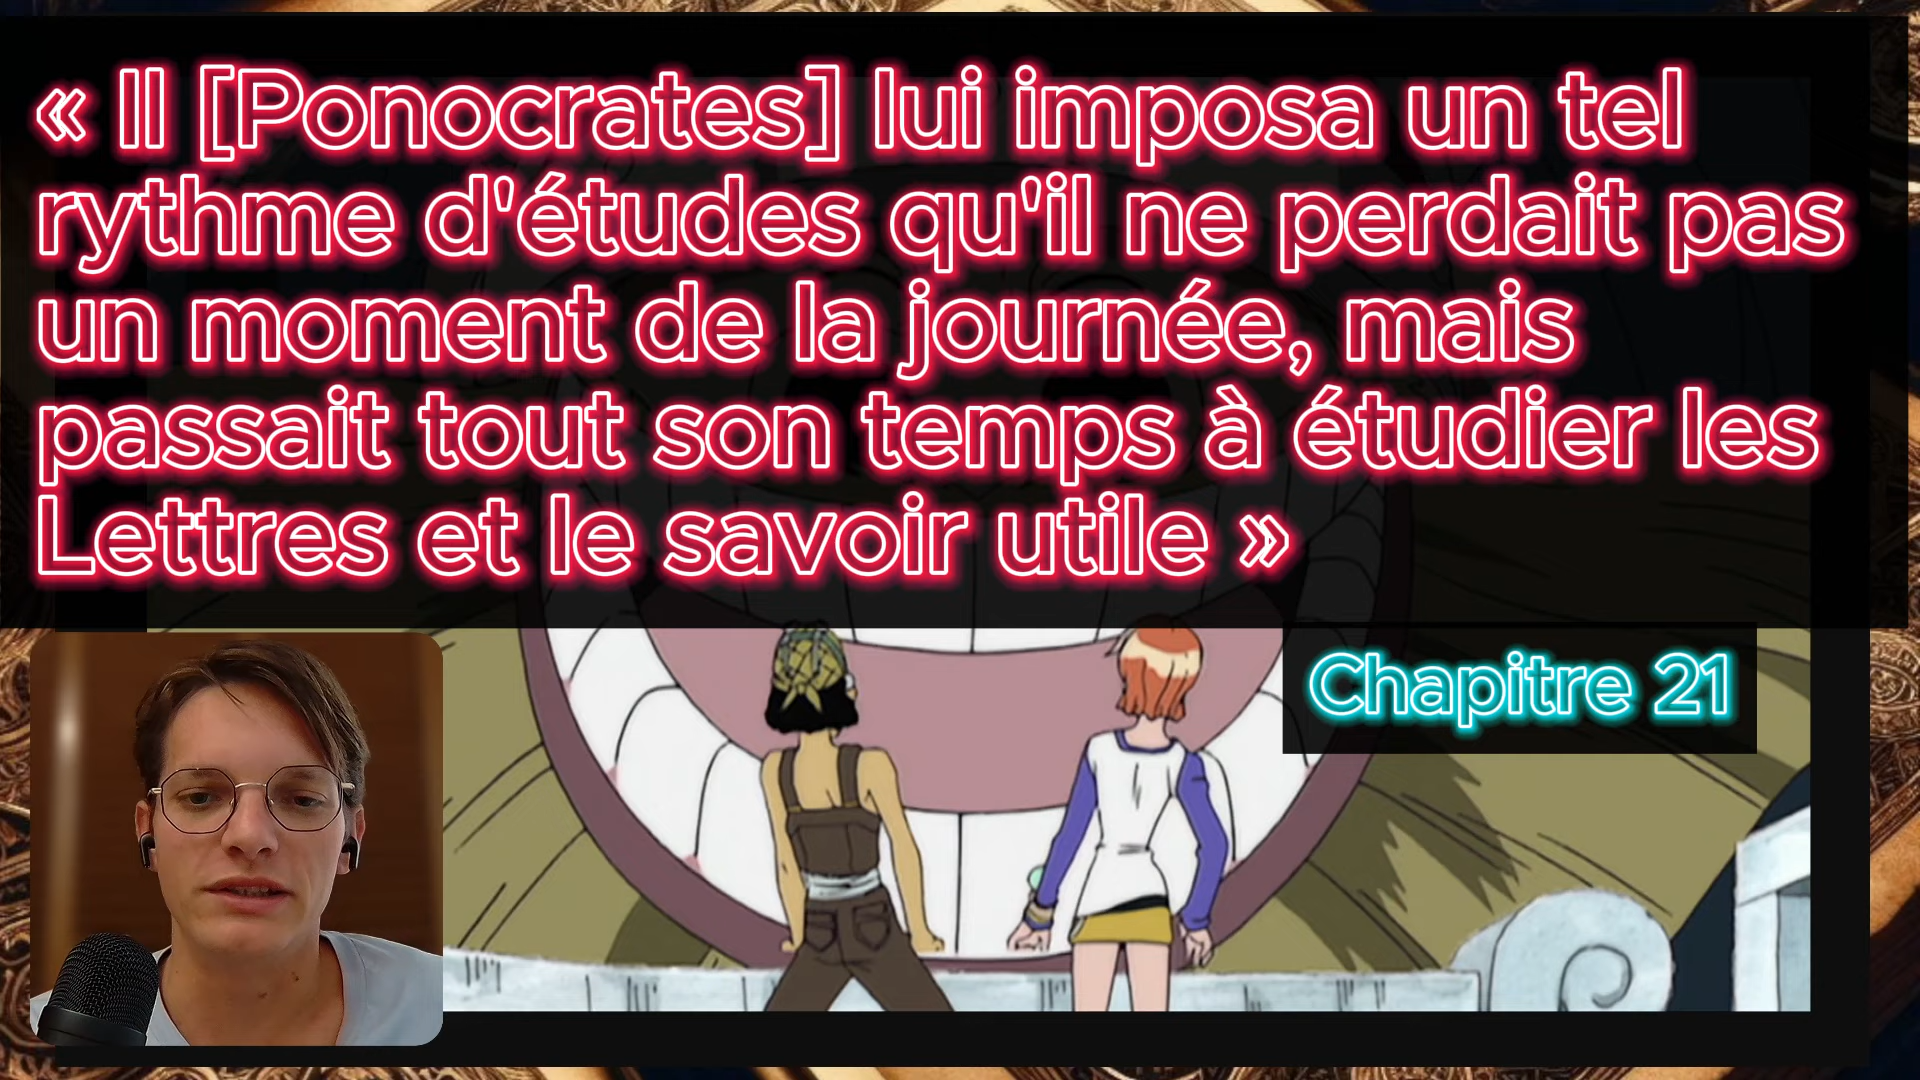 « Il [Ponocrates] lui imposa un tel
rythme d'études qu'il ne perdait pas
un moment de la journée, mais
passait tout son temps à étudier les
Lettres et le savoir utile »
Chapitre 21